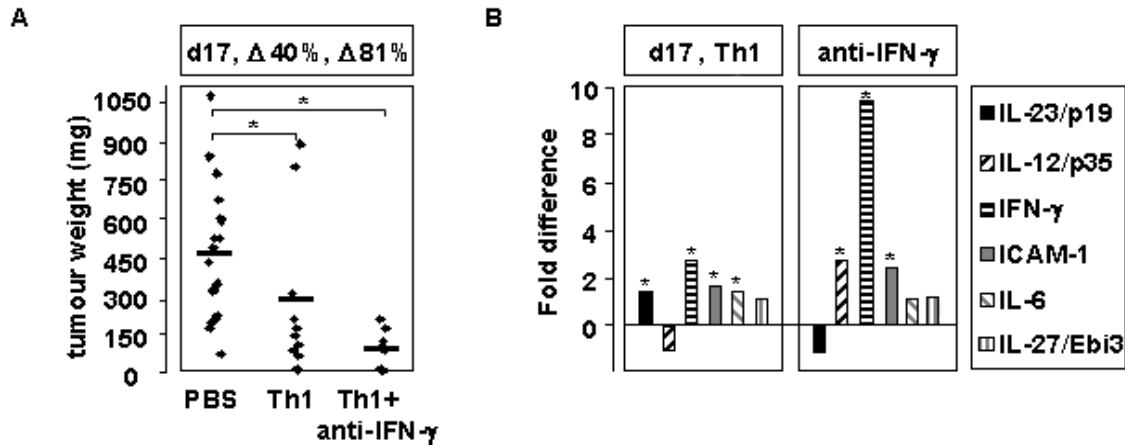 A
d17, Δ40%, Δ81%
tumour weight (mg)
1050
900
750
600
450
300
150
0
*
*
PBS
Th1
Th1+
anti-IFN-γ
B
d17, Th1
anti-IFN-γ
Fold difference
10
8
6
4
2
0
*
*
*
*
*
*
*
IL-23/p19
IL-12/p35
IFN-γ
ICAM-1
IL-6
IL-27/Ebi3